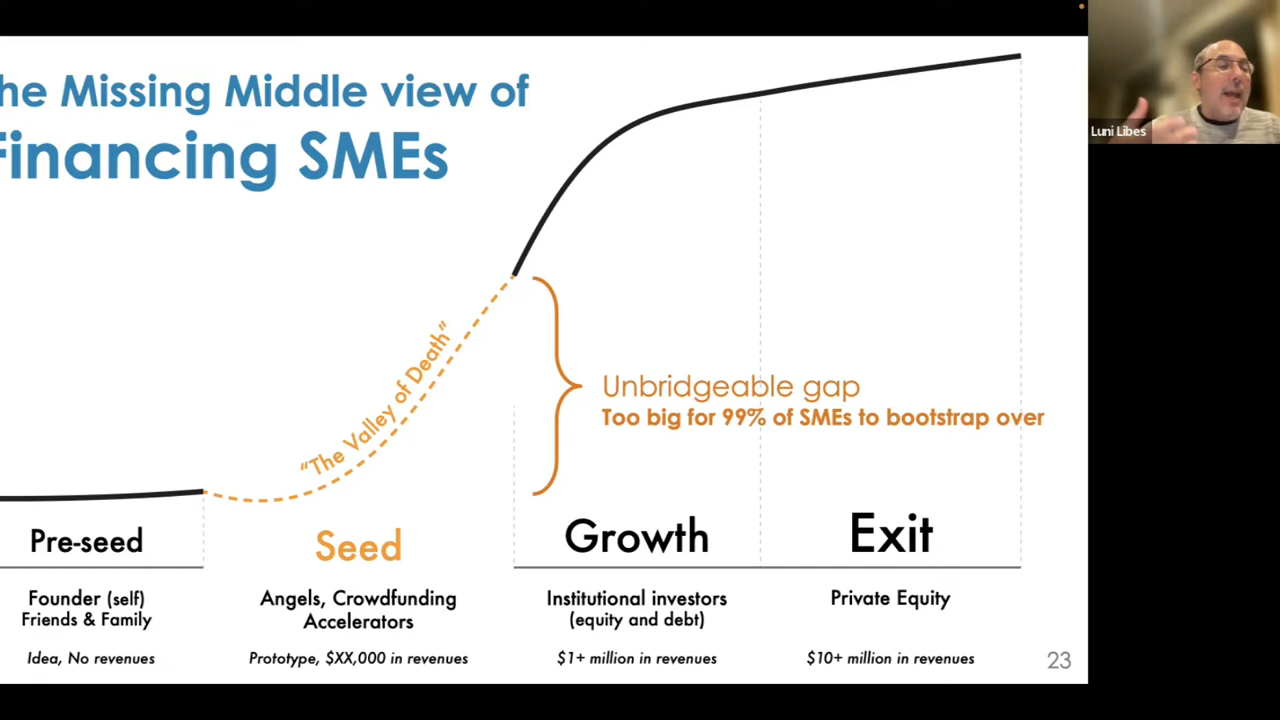 he Missing Middle view of
Financing SMEs
Luni Libes
"The Valley of Death"
Unbridgeable gap
Too big for 99% of SMEs to bootstrap over
Pre-seed
Seed
Growth
Exit
Founder (self)
Friends & Family
Angels, Crowdfunding
Accelerators
Institutional investors
(equity and debt)
Private Equity
Idea, No revenues
Prototype, $XX,000 in revenues
$1+ million in revenues
$10+ million in revenues
23